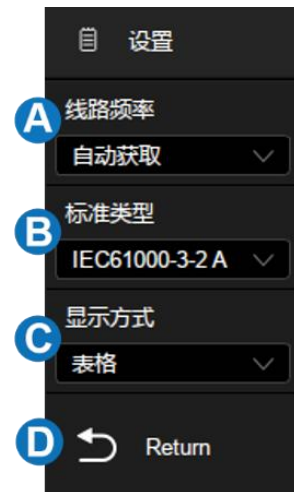 设置
A
线路频率
自动获取
B
标准类型
IEC61000-3-2 A
C
显示方式
表格
D
Return